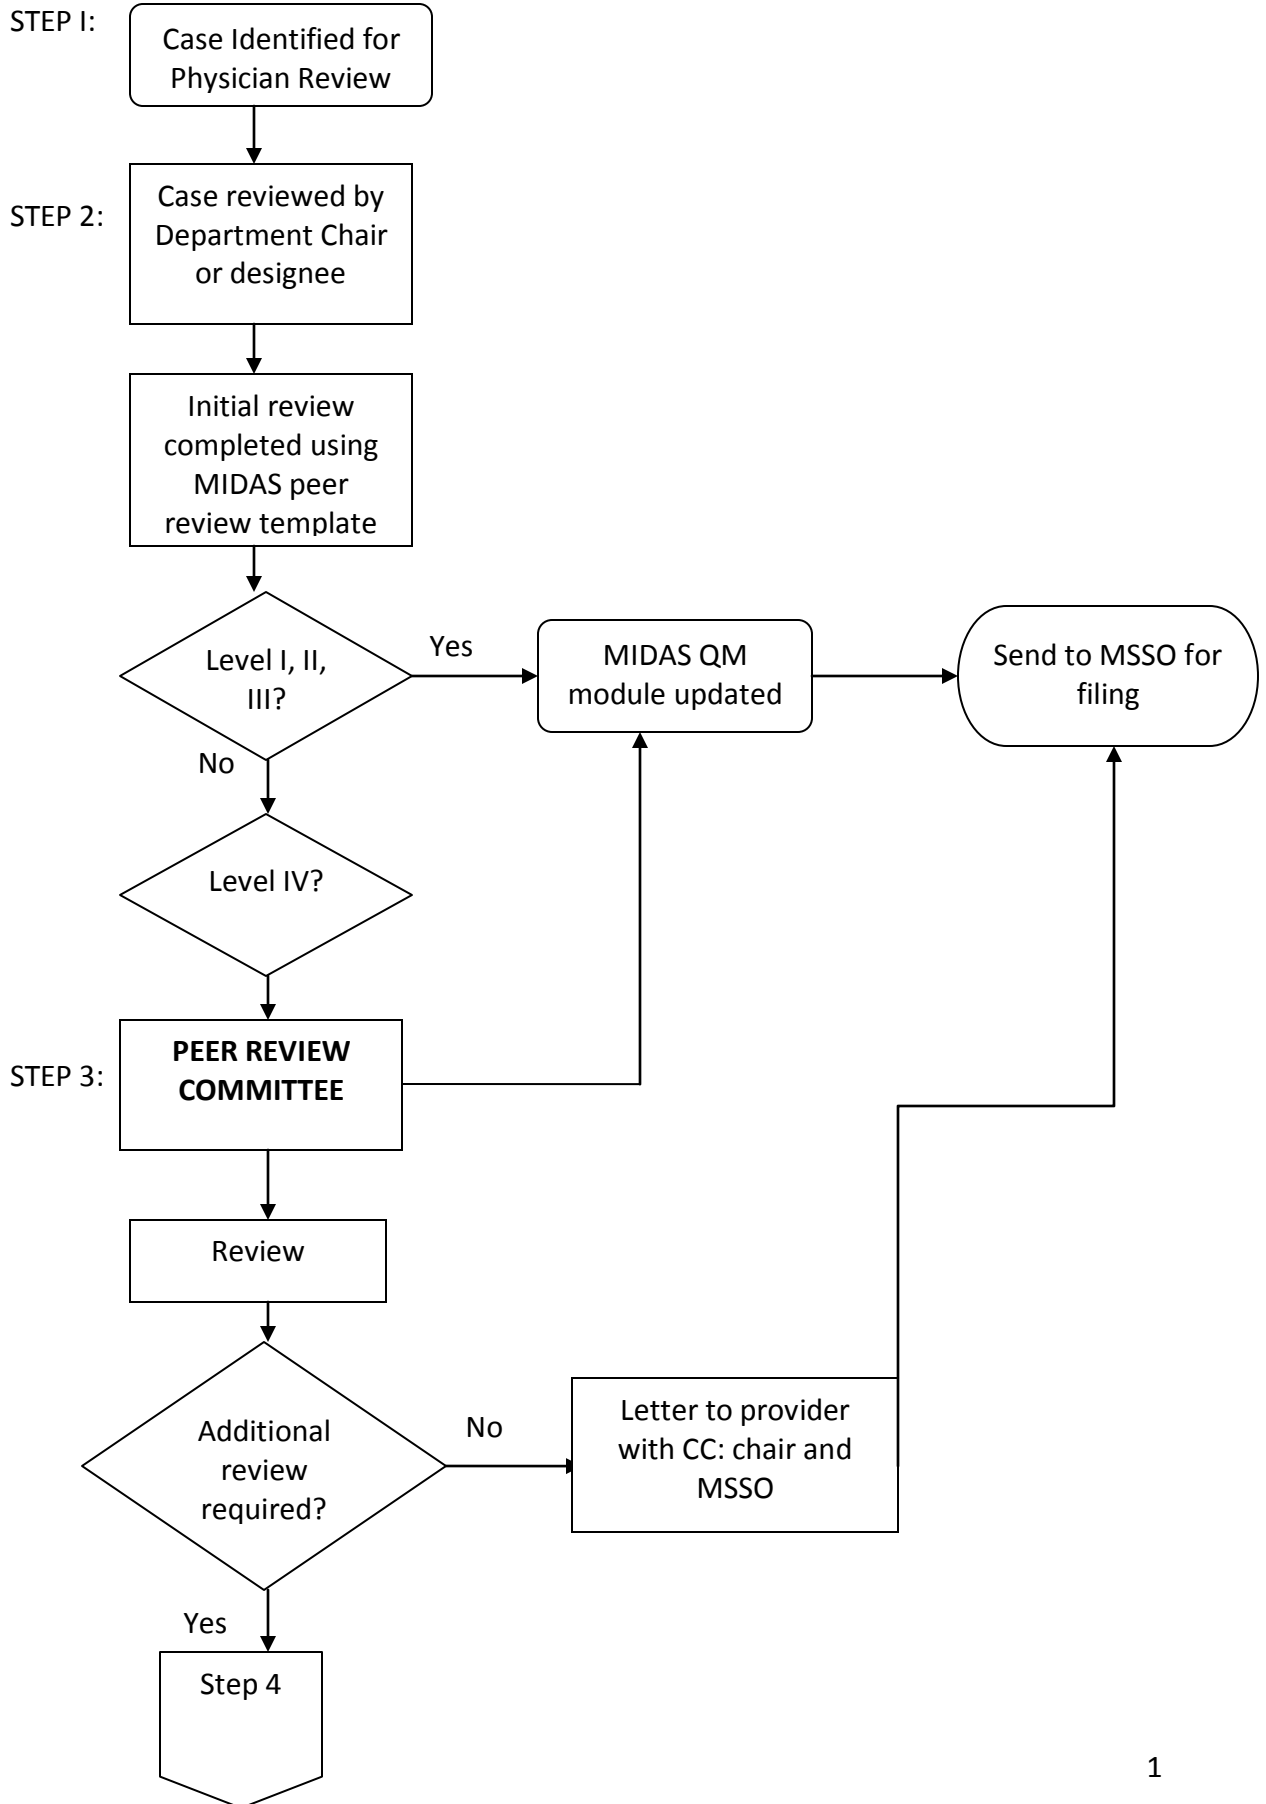 STEP I:
Case Identified for
Physician Review
STEP 2:
Case reviewed by
Department Chair
or designee
Initial review
completed using
MIDAS peer
review template
Level I, II,
III?
Yes
MIDAS QM
module updated
Send to MSSO for
filing
No
Level IV?
STEP 3:
PEER REVIEW
COMMITTEE
Review
Additional
review
required?
No
Letter to provider
with CC: chair and
MSSO
Yes
Step 4
1